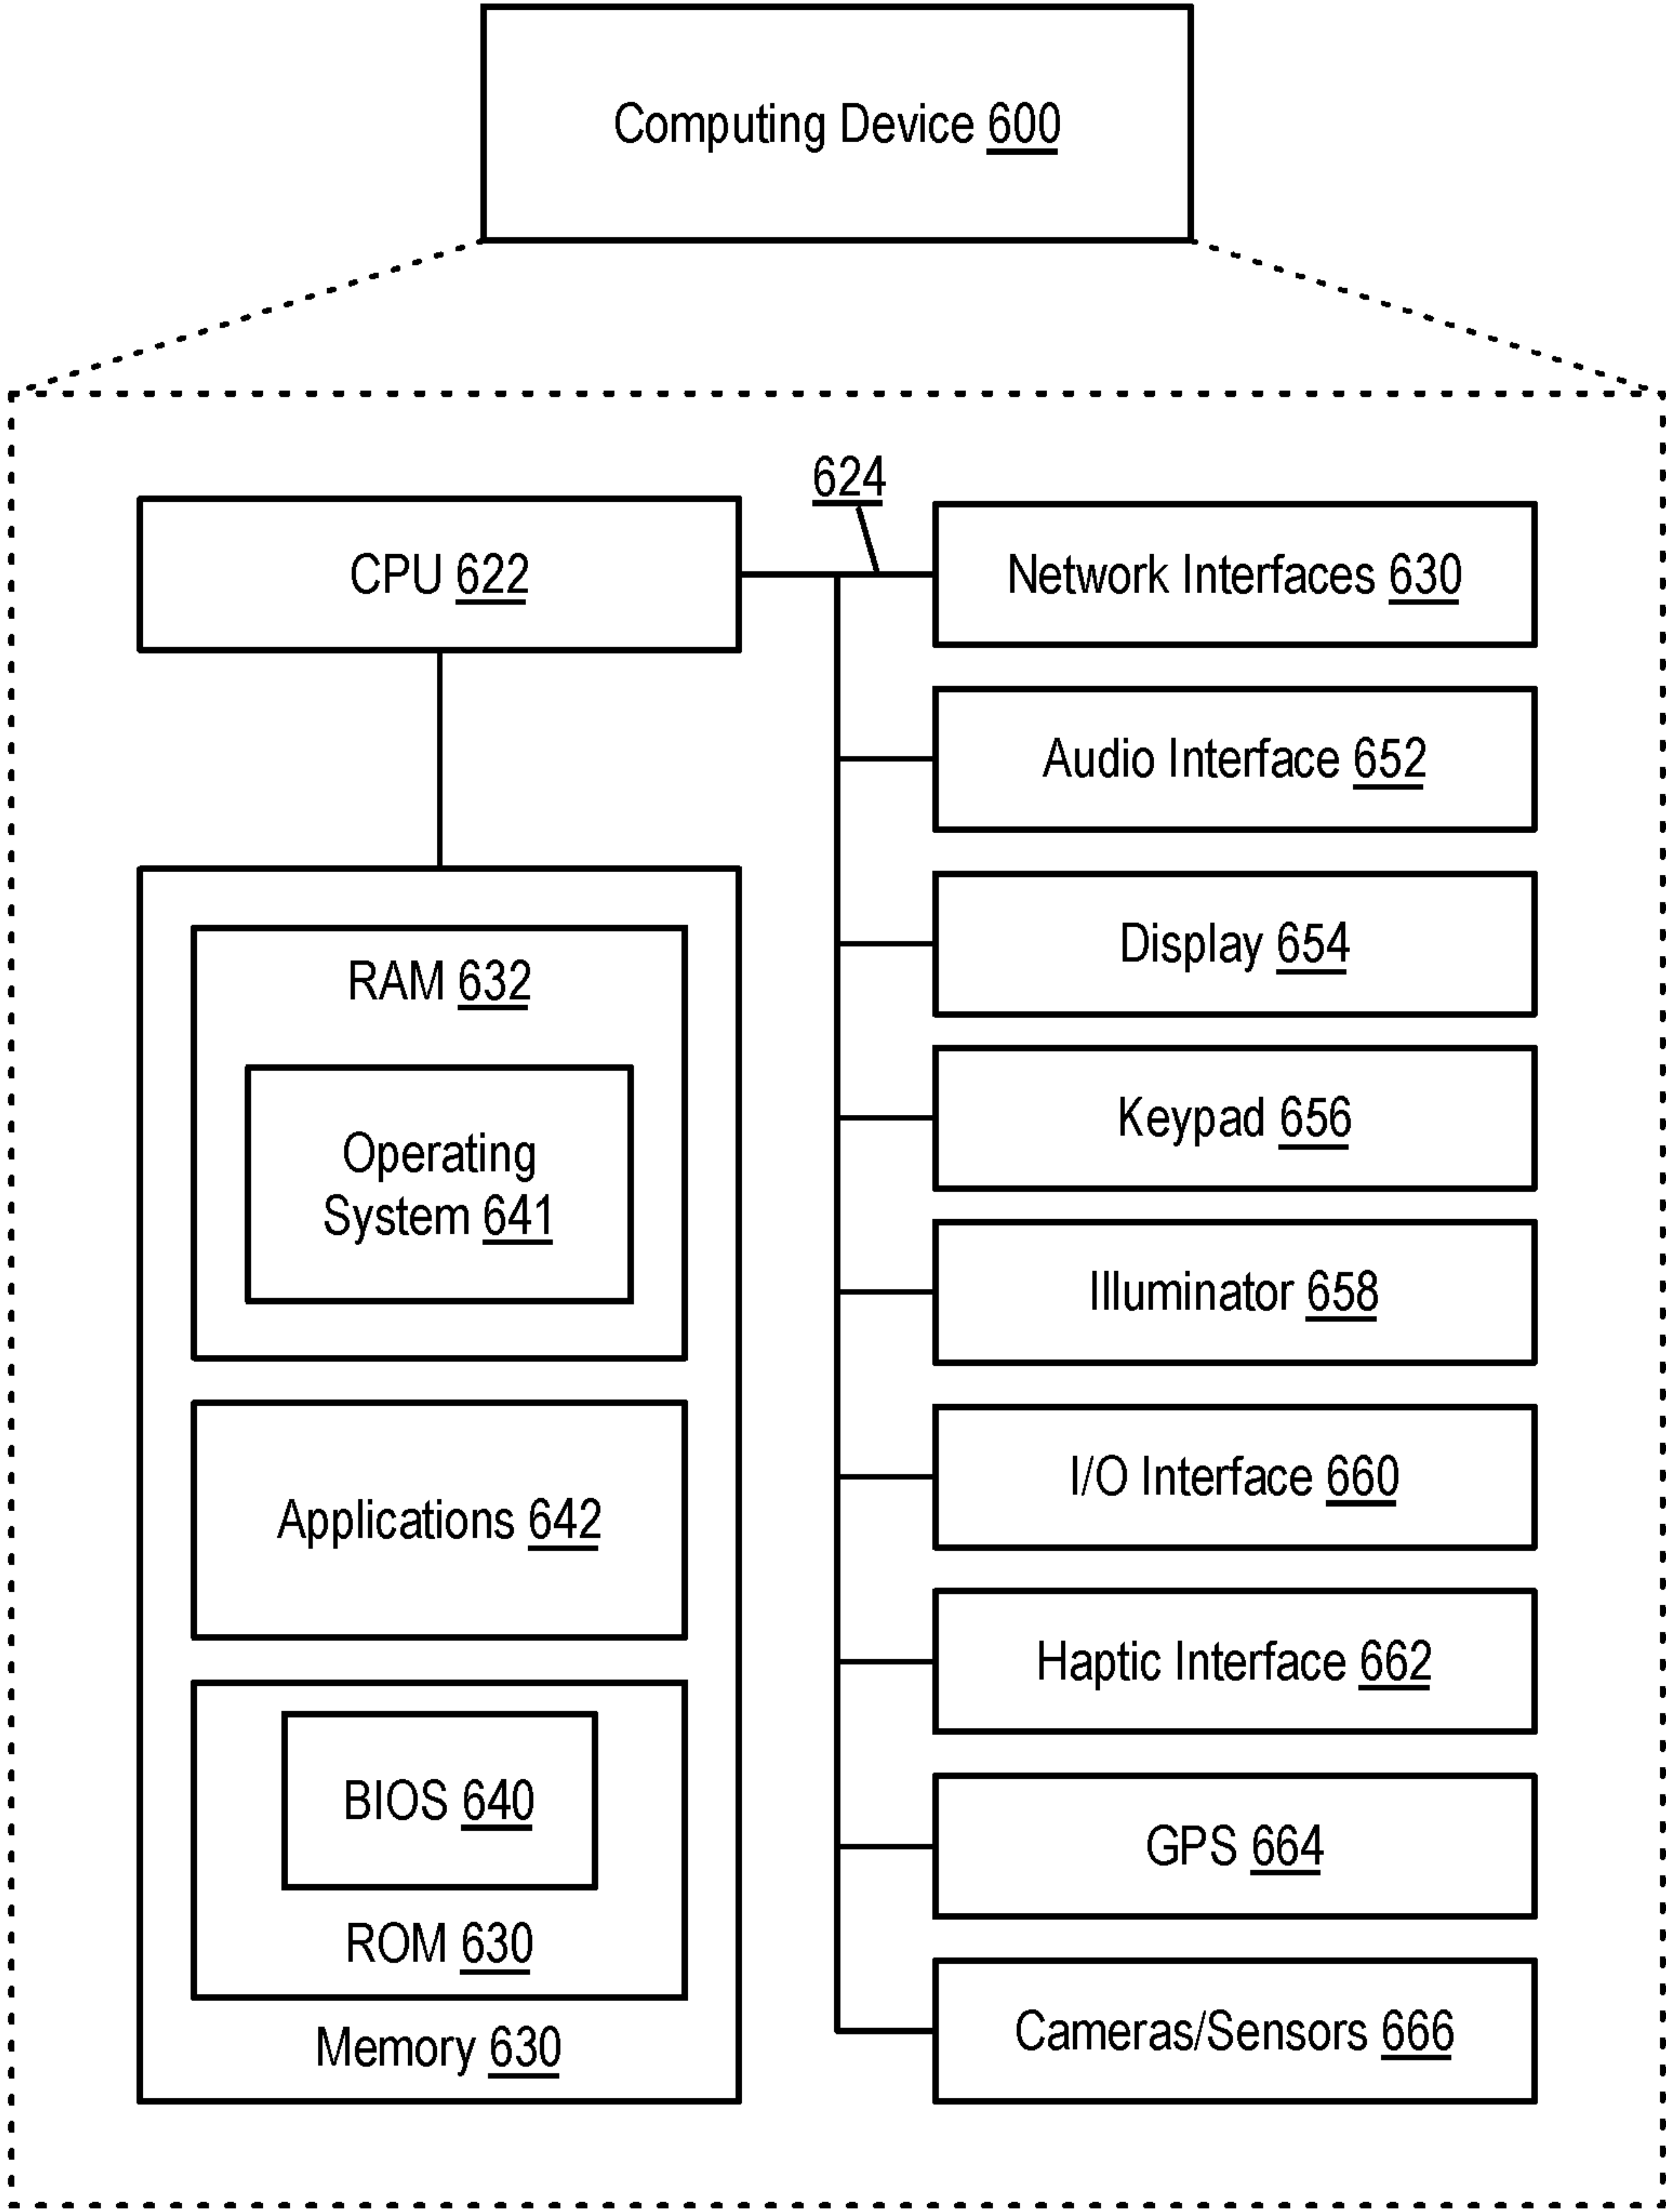 Computing Device 600
624
CPU 622
Network Interfaces 630
Audio Interface 652
Display 654
Keypad 656
Illuminator 658
I/O Interface 660
Haptic Interface 662
GPS 664
Cameras/Sensors 666
RAM 632
Operating
System 641
Applications 642
BIOS 640
ROM 630
Memory 630